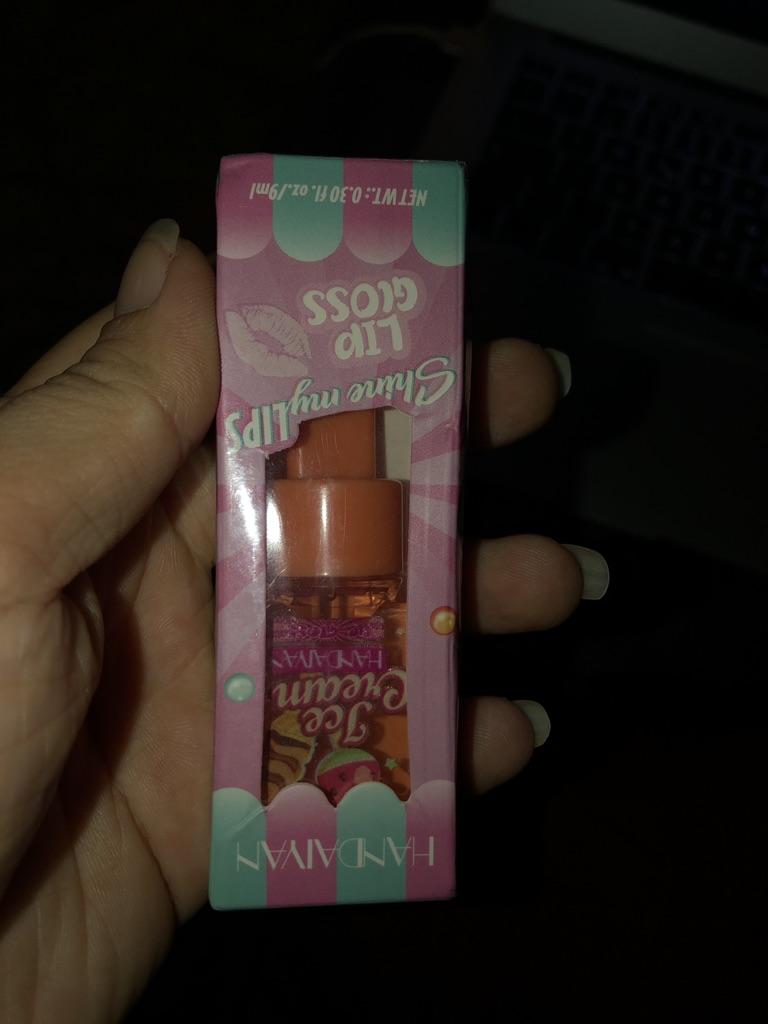 HANDAIYAN
Ice
Cream
HANDAIYAN
Shine my LIPS
LIP
GLOSS
NET WT.: 0.30 fl. oz./9ml